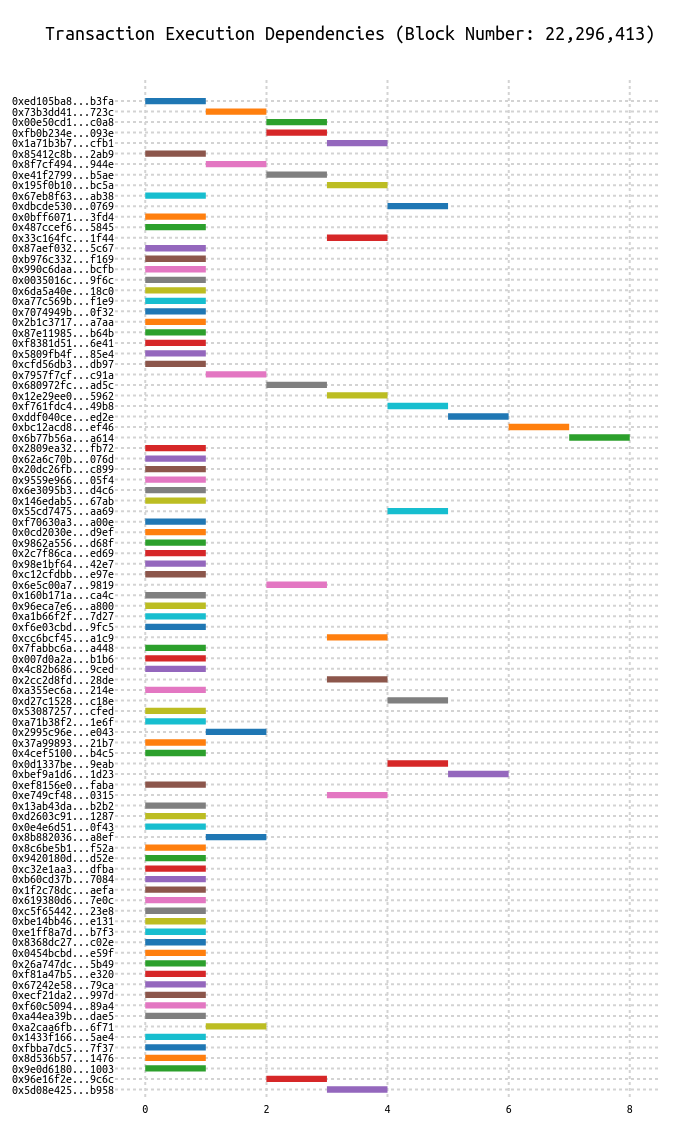 Transaction Execution Dependencies (Block Number: 22,296,413)
0xed105ba8...b3fa
0x73b3dd41...723c
0x00e50cd1...c0a8
0xfb0b234e...093e
0x1a71b3b7...cfb1
0x85412c8b...2ab9
0x8f7cf494...944e
0xe41f2799...b5ae
0x195f0b10...bc5a
0x67eb8f63...ab38
0xdbcde530...0769
0x0bff6071...3fd4
0x487ccef6...5845
0x33c164fc...1f44
0x87aef032...5c67
0xb976c332...f169
0x990c6daa...bcfb
0x0035016c...9f6c
0x6da5a40e...18c0
0xa77c569b...f1e9
0x7074949b...0f32
0x2b1c3717...a7aa
0x87e11985...b64b
0xf8381d51...6e41
0x5809fb4f...85e4
0xcfd56db3...db97
0x7957f7cf...c91a
0x680972fc...ad5c
0x12e29ee0...5962
0xf761fdc4...49b8
0xddf040ce...ed2e
0xbc12acd8...ef46
0x6b77b56a...a614
0x2809ea32...fb72
0x62a6c70b...076d
0x20dc26fb...c899
0x9559e966...05f4
0x6e3095b3...d4c6
0x146edab5...67ab
0x55cd7475...aa69
0xf70630a3...a00e
0x0cd2030e...d9ef
0x9862a556...d68f
0x2c7f86ca...ed69
0x98e1bf64...42e7
0xc12cfdbb...e97e
0x6e5c00a7...9819
0x160b171a...ca4c
0x96eca7e6...a800
0xa1b66f2f...7d27
0xf6e03cbd...9fc5
0xcc6bcf45...a1c9
0x7fabbc6a...a448
0x007d0a2a...b1b6
0x4c82b686...9ced
0x2cc2d8fd...28de
0xa355ec6a...214e
0xd27c1528...c18e
0x53087257...cfed
0xa71b38f2...1e6f
0x2995c96e...e043
0x37a99893...21b7
0x4cef5100...b4c5
0x0d1337be...9eab
0xbef9a1d6...1d23
0xef8156e0...faba
0xe749cf48...0315
0x13ab43da...b2b2
0xd2603c91...1287
0x0e4e6d51...0f43
0x8b882036...a8ef
0x8c6be5b1...f52a
0x9420180d...d52e
0xc32e1aa3...dfba
0xb60cd37b...7084
0x1f2c78dc...aefa
0x619380d6...7e0c
0xc5f65442...23e8
0xbe14bb46...e131
0xe1ff8a7d...b7f3
0x8368dc27...c02e
0x0454bcbd...e59f
0x26a747dc...5b49
0xf81a47b5...e320
0x67242e58...79ca
0xecf21da2...997d
0xf60c5094...89a4
0xa44ea39b...dae5
0xa2caa6fb...6f71
0x1433f166...5ae4
0xfbba7dc5...7f37
0x8d536b57...1476
0x9e0d6180...1003
0x96e16f2e...9c6c
0x5d08e425...b958
0 2 4 6 8